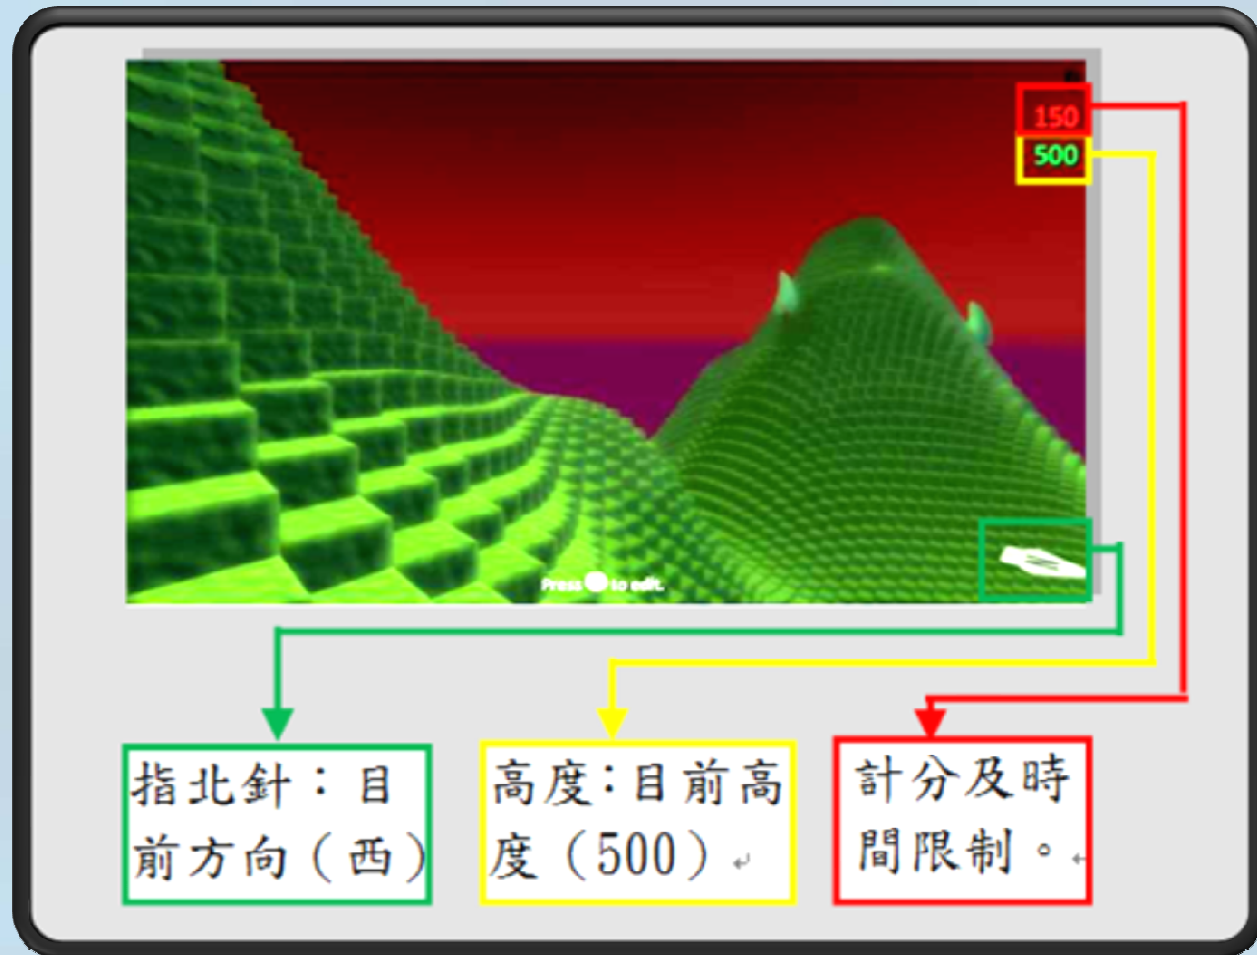 150
500
Press to edit.
指北針：目
前方向（西）
高度：目前高
度（500）
計分及時
間限制。